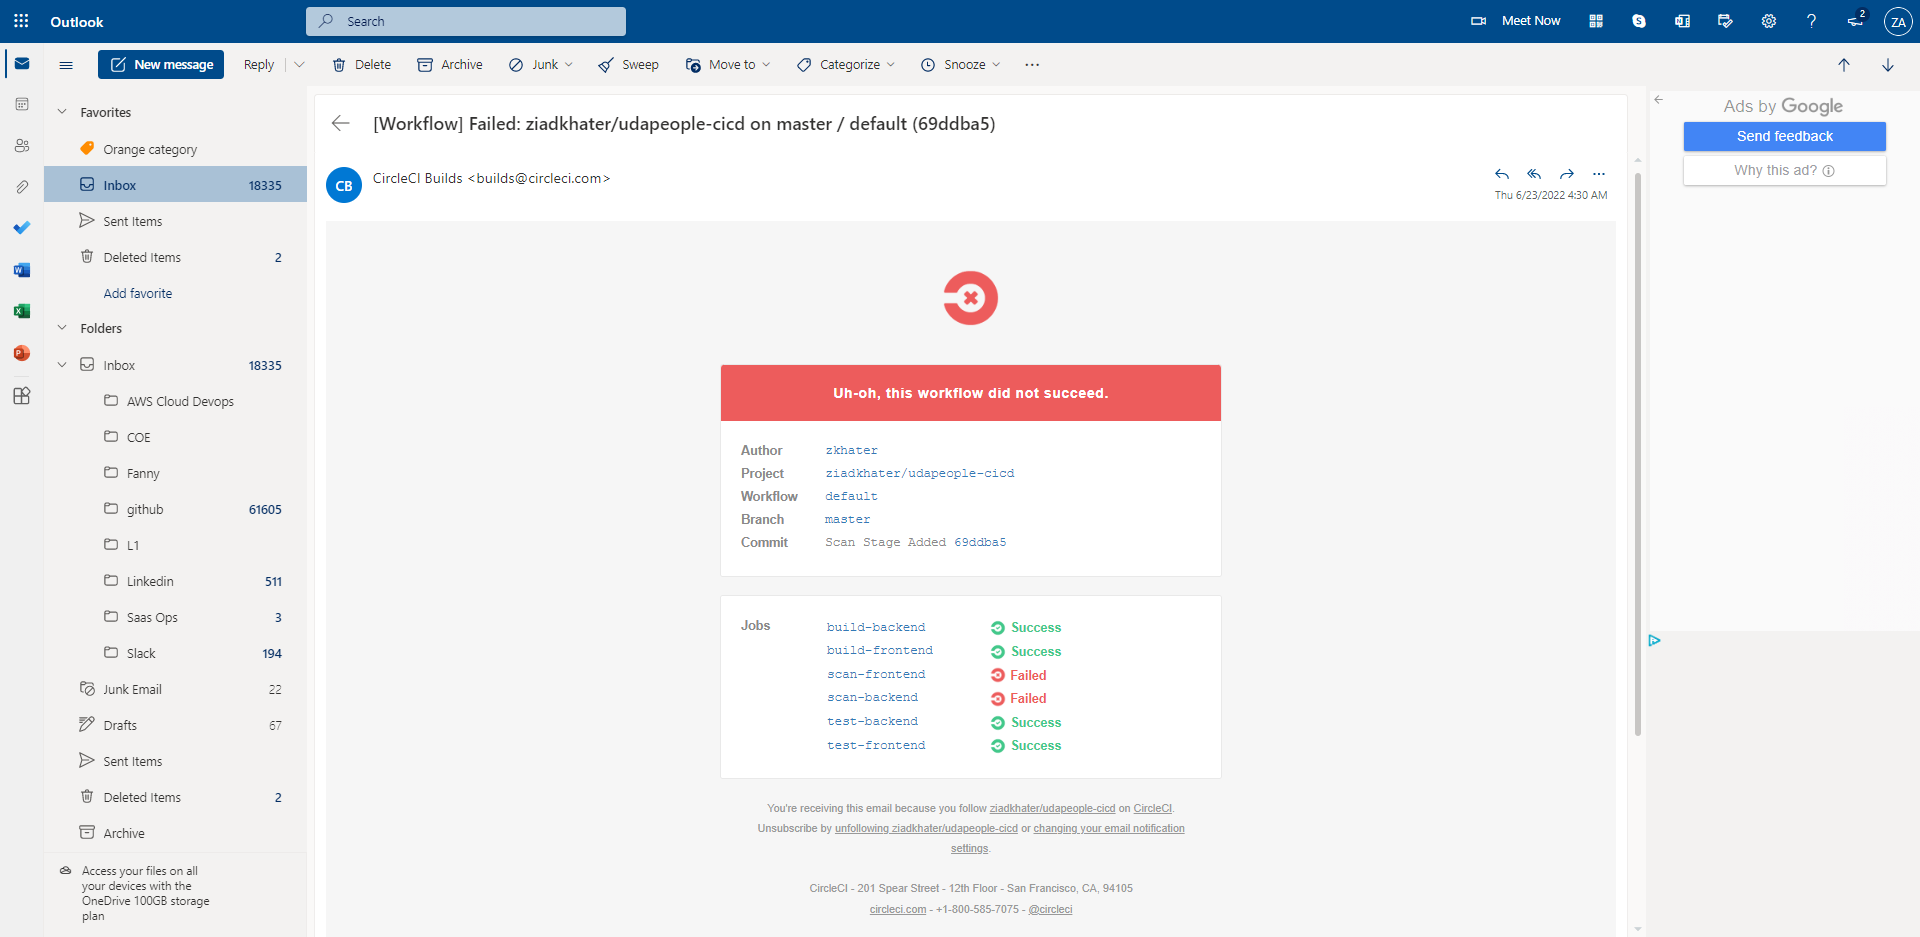 Outlook
Search
Meet Now
2
ZA
New message
Reply
Delete
Archive
Junk
Sweep
Move to
Categorize
Snooze
Favorites
Orange category
Inbox 18335
Sent Items
Deleted Items 2
Add favorite
Folders
Inbox 18335
AWS Cloud Devops
COE
Fanny
github 61605
L1
Linkedin 511
Saas Ops 3
Slack 194
Junk Email 22
Drafts 67
Sent Items
Deleted Items 2
Archive
Access your files on all
your devices with the
OneDrive 100GB storage
plan
[Workflow] Failed: ziadkhater/udapeople-cicd on master / default (69ddba5)
CB
CircleCI Builds <builds@circleci.com>
Thu 6/23/2022 4:30 AM
Uh-oh, this workflow did not succeed.
Author zkhater
Project ziadkhater/udapeople-cicd
Workflow default
Branch master
Commit Scan Stage Added 69ddba5
Jobs
build-backend Success
build-frontend Success
scan-frontend Failed
scan-backend Failed
test-backend Success
test-frontend Success
You're receiving this email because you follow ziadkhater/udapeople-cicd on CircleCI.
Unsubscribe by unfollowing ziadkhater/udapeople-cicd or changing your email notification
settings.
CircleCI - 201 Spear Street - 12th Floor - San Francisco, CA, 94105
circleci.com - +1-800-585-7075 - @circleci
Ads by Google
Send feedback
Why this ad?